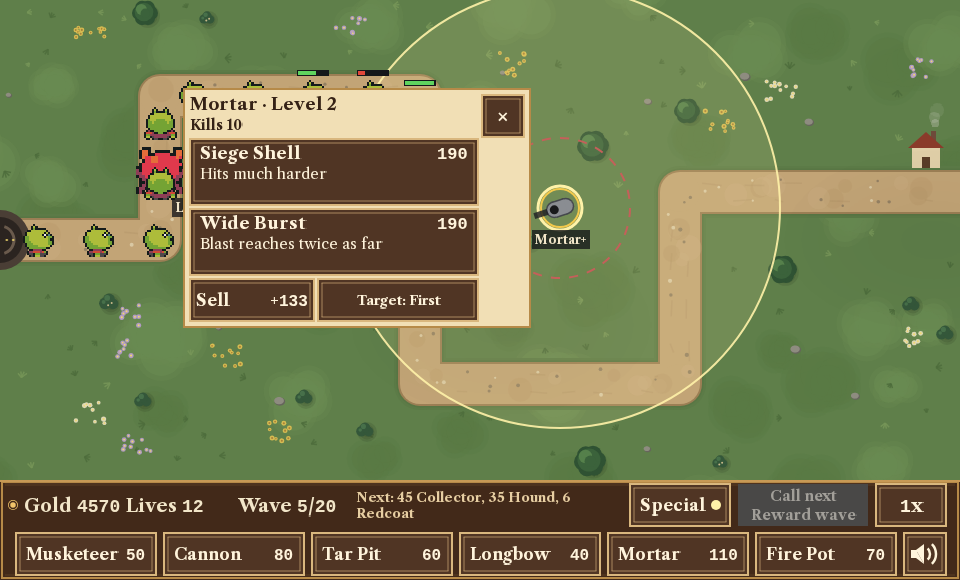 Mortar · Level 2
Kills 10
×
Siege Shell 190
Hits much harder
Wide Burst 190
Blast reaches twice as far
Sell +133
Target: First
Mortar+
Gold 4570 Lives 12
Wave 5/20
Next: 45 Collector, 35 Hound, 6
Redcoat
Special
Call next
Reward wave
1x
Musketeer 50
Cannon 80
Tar Pit 60
Longbow 40
Mortar 110
Fire Pot 70